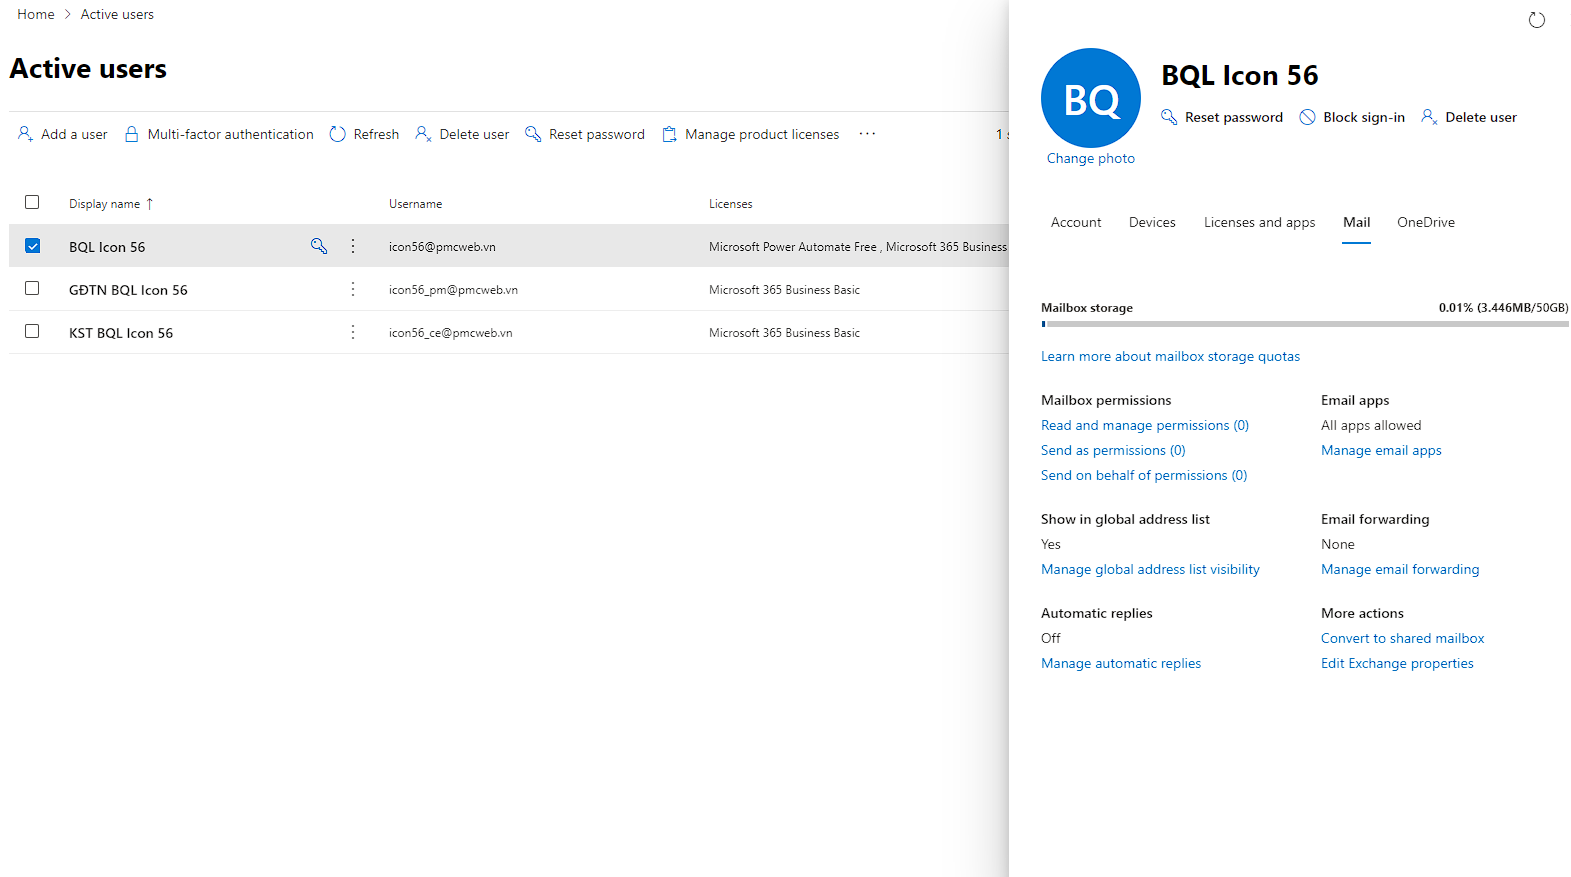 Home > Active users
Active users
Add a user Multi-factor authentication Refresh Delete user Reset password Manage product licenses ··· 1
Display name ↑ Username Licenses
BQL Icon 56 icon56@pmcweb.vn Microsoft Power Automate Free , Microsoft 365 Business
GĐTN BQL Icon 56 icon56_pm@pmcweb.vn Microsoft 365 Business Basic
KST BQL Icon 56 icon56_ce@pmcweb.vn Microsoft 365 Business Basic
BQ
BQL Icon 56
Reset password Block sign-in Delete user
Change photo
Account Devices Licenses and apps Mail OneDrive
Mailbox storage 0.01% (3.446MB/50GB)
Learn more about mailbox storage quotas
Mailbox permissions
Read and manage permissions (0)
Send as permissions (0)
Send on behalf of permissions (0)
Email apps
All apps allowed
Manage email apps
Show in global address list
Yes
Manage global address list visibility
Email forwarding
None
Manage email forwarding
Automatic replies
Off
Manage automatic replies
More actions
Convert to shared mailbox
Edit Exchange properties